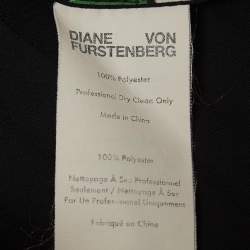 DIANE VON
FURSTENBERG
100% Polyester
Professional Dry Clean Only
Made in China
100% Polyester
Nettoyage À Sec Professionnel
Seulement / Nettoyage À Sec
Par Un Professionnel Uniquement
Fabriqué en Chine